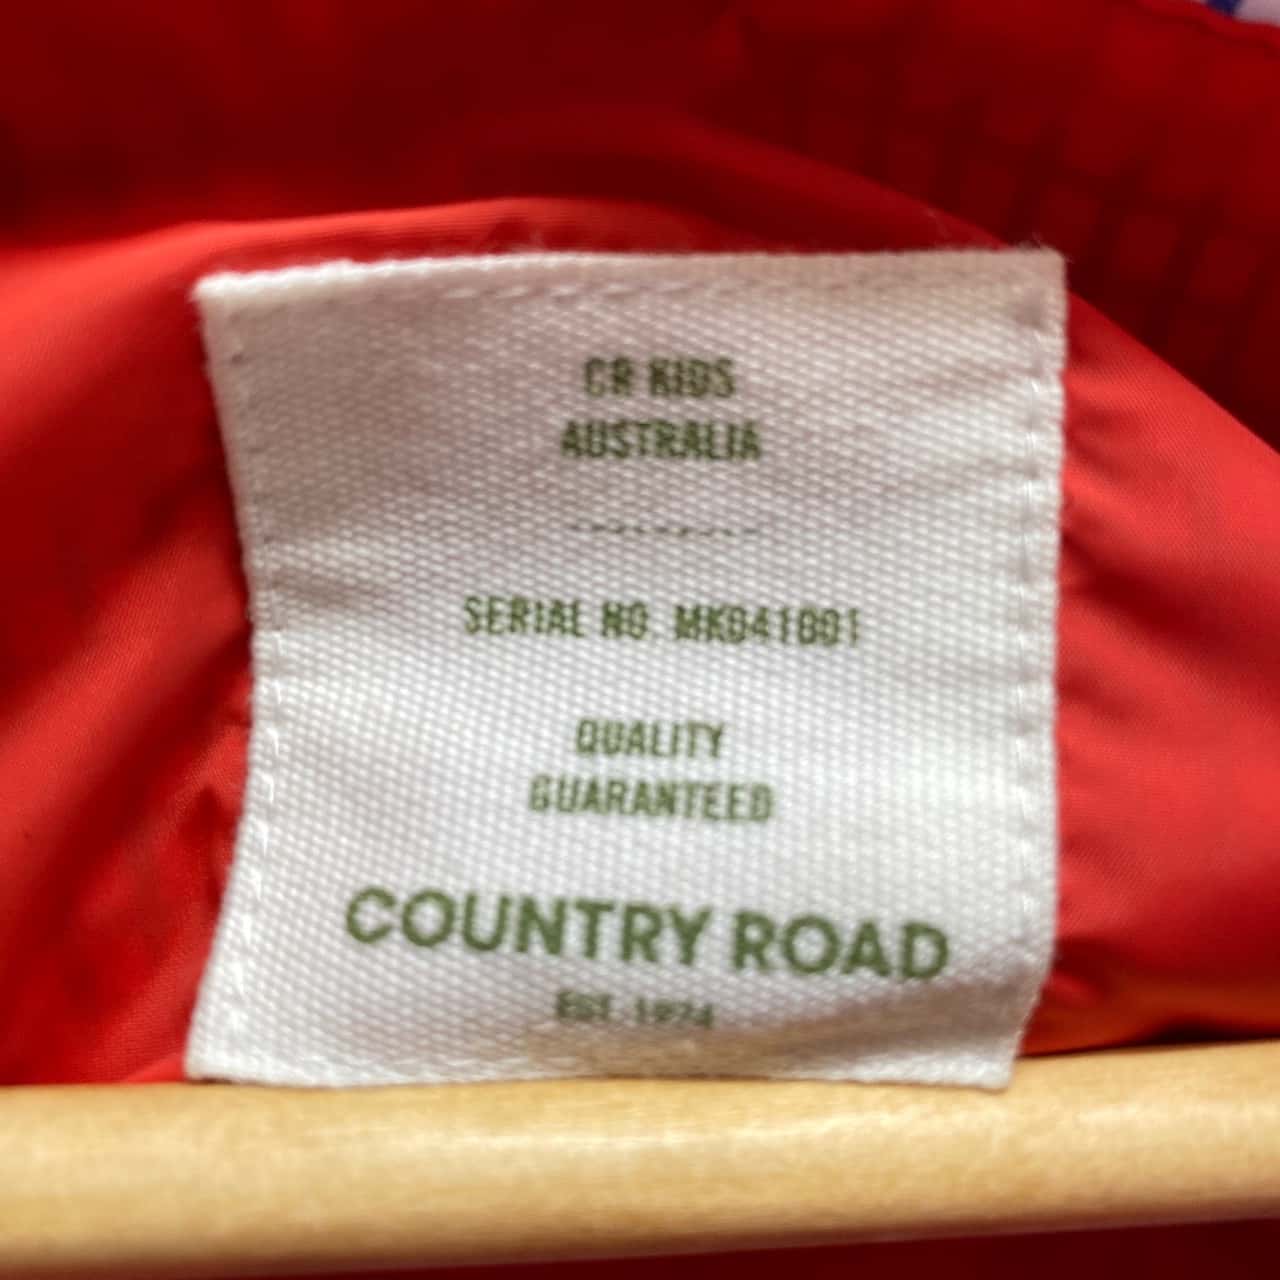 CR KIDS
AUSTRALIA
SERIAL NO. MK041001
QUALITY
GUARANTEED
COUNTRY ROAD
EST. 1974